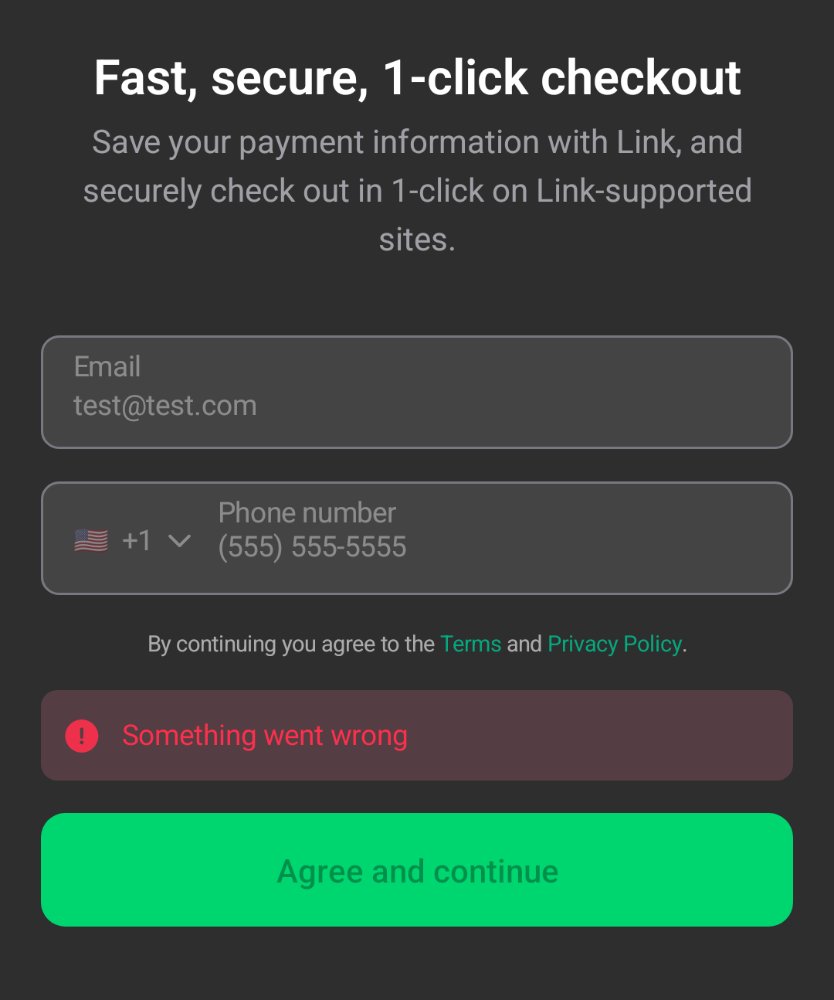 Fast, secure, 1-click checkout
Save your payment information with Link, and
securely check out in 1-click on Link-supported
sites.
Email
test@test.com
Phone number
+1 (555) 555-5555
By continuing you agree to the Terms and Privacy Policy.
Something went wrong
Agree and continue